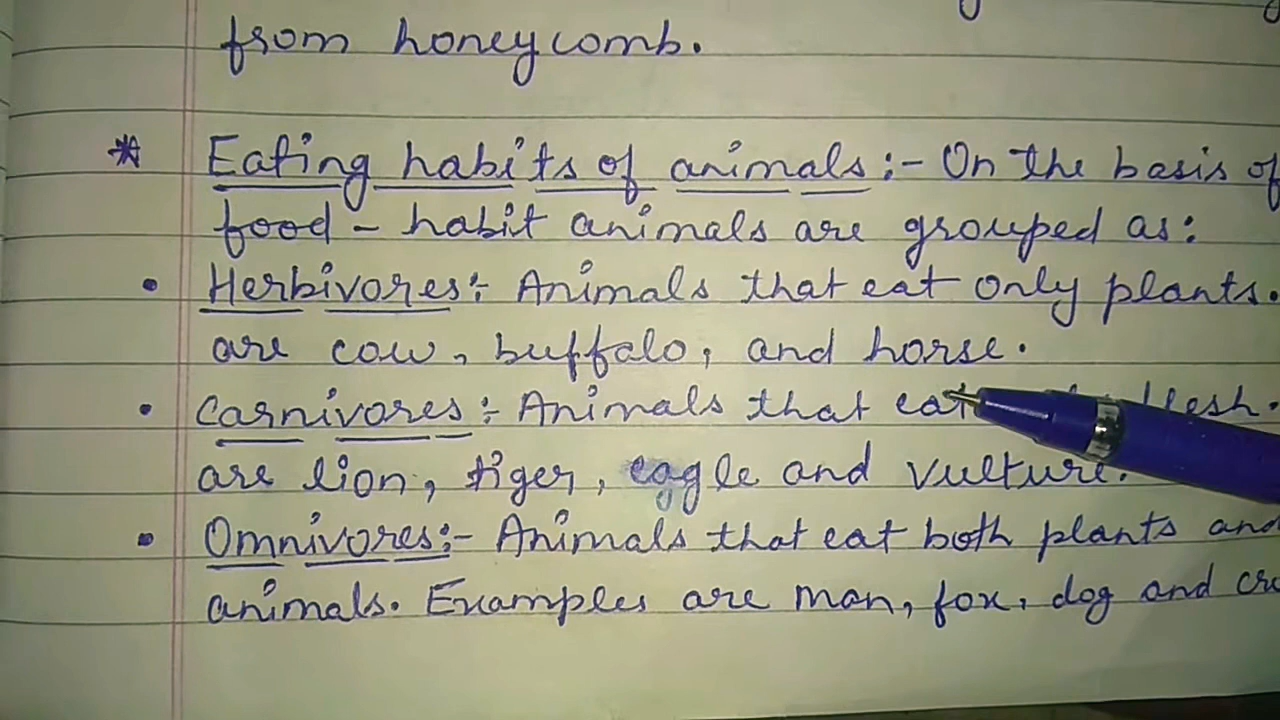 from honeycomb.
* Eating habits of animals :- On the basis of
food - habit animals are grouped as:
• Herbivores: Animals that eat only plants.
are cow, buffalo, and horse.
• Carnivores: Animals that eat flesh.
are lion, tiger, eagle and vulture.
• Omnivores:- Animals that eat both plants and
animals. Examples are man, fox, dog and